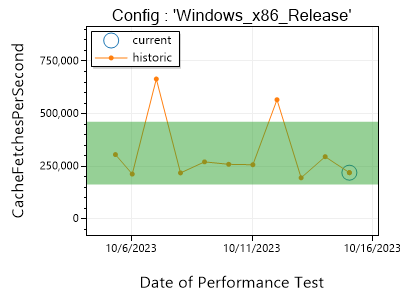 Config : 'Windows_x86_Release'
current
historic
CacheFetchesPerSecond
750,000
500,000
250,000
0
10/6/2023
10/11/2023
10/16/2023
Date of Performance Test